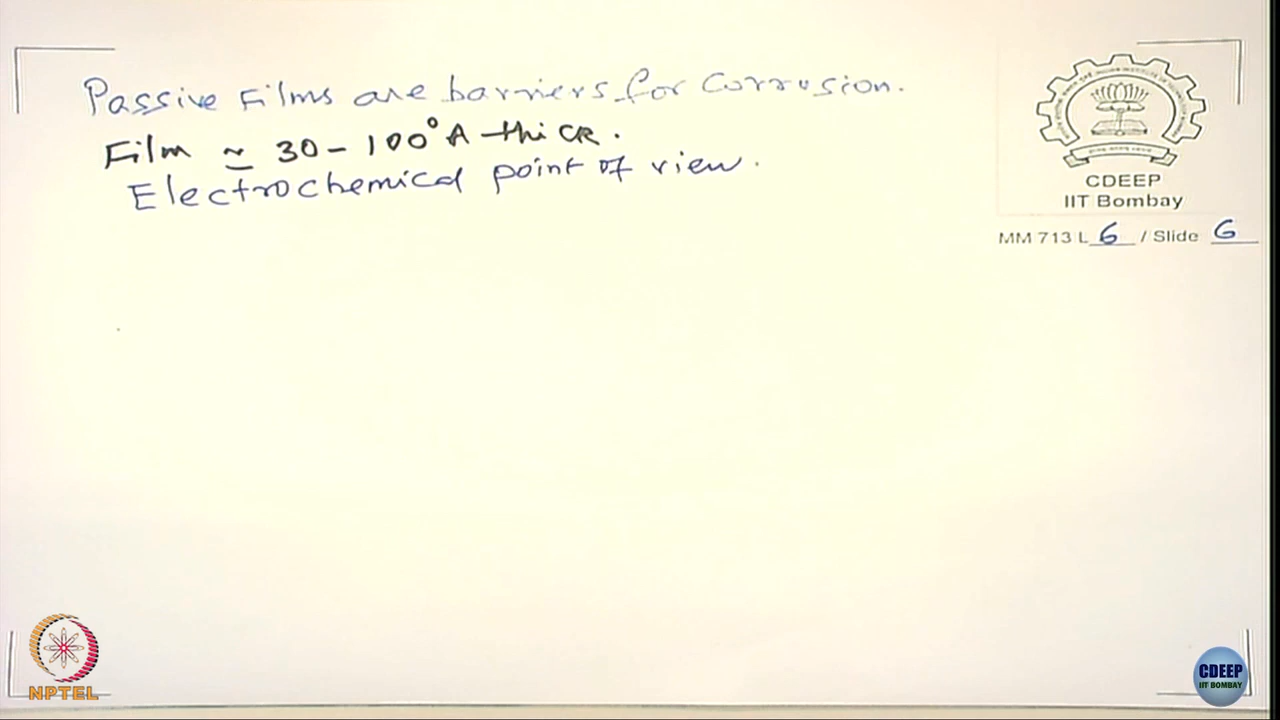 Passive Films are barriers for Corrosion.
Film ≃ 30 - 100°A thick.
Electrochemical point of view.
CDEEP
IIT Bombay
MM 713 L 6 / Slide 6
NPTEL
CDEEP
IIT BOMBAY